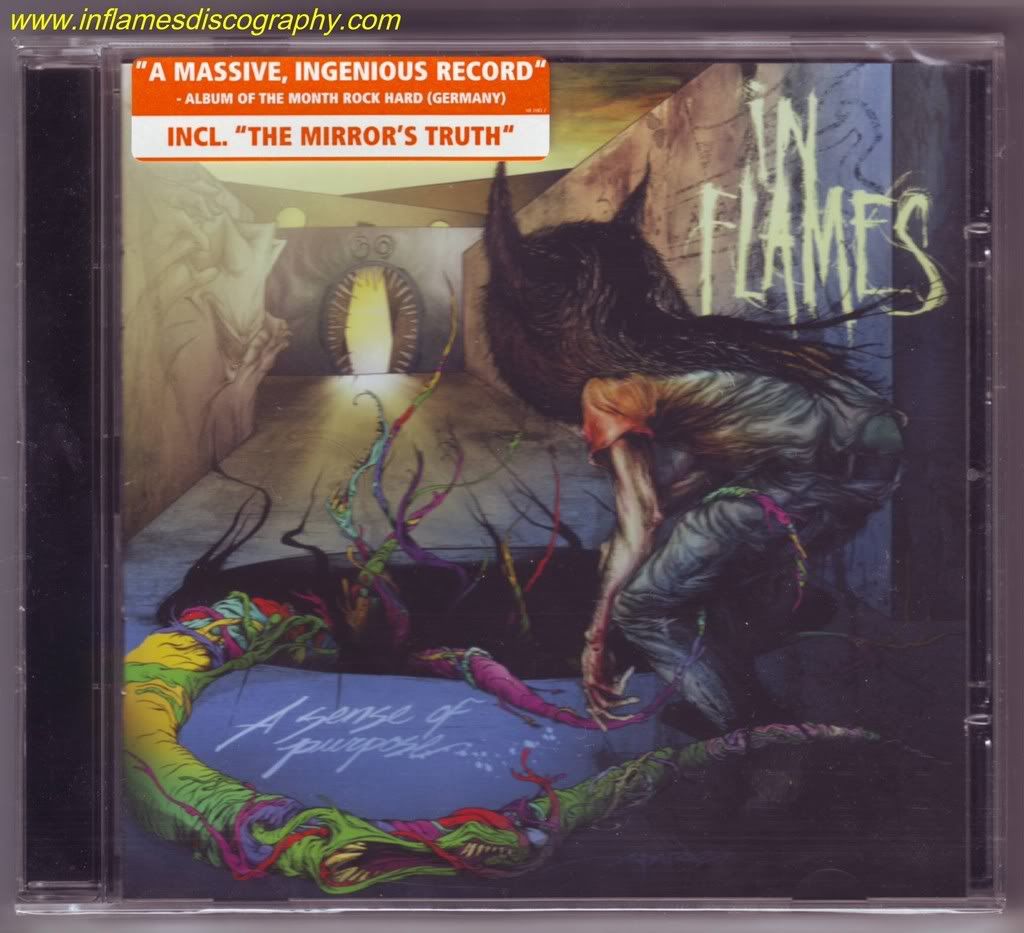 www.inflamesdiscography.com
"A MASSIVE, INGENIOUS RECORD“
- ALBUM OF THE MONTH ROCK HARD (GERMANY)
INCL. “THE MIRROR'S TRUTH“
iN
FLAMES
A sense of
purpose